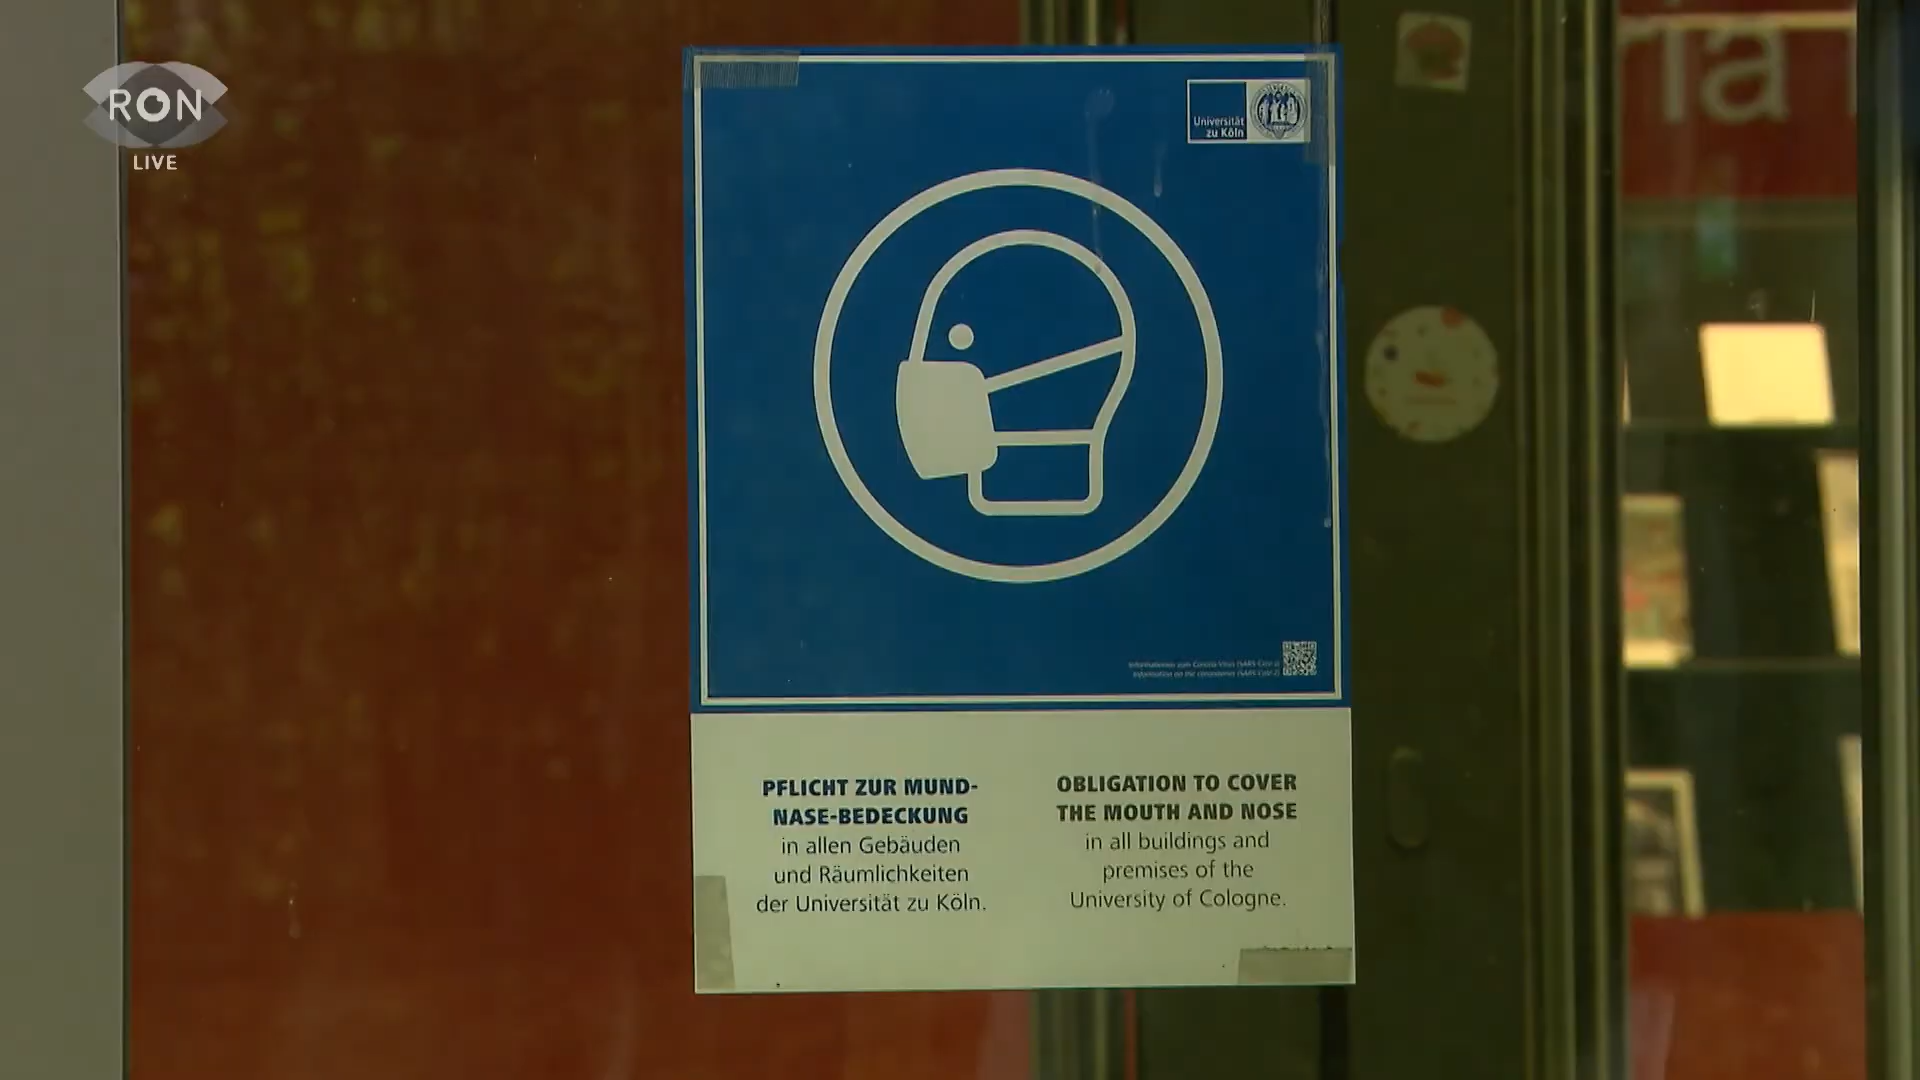 RON
LIVE
Universität
zu Köln
PFLICHT ZUR MUND-
NASE-BEDECKUNG
in allen Gebäuden
und Räumlichkeiten
der Universität zu Köln.
OBLIGATION TO COVER
THE MOUTH AND NOSE
in all buildings and
premises of the
University of Cologne.